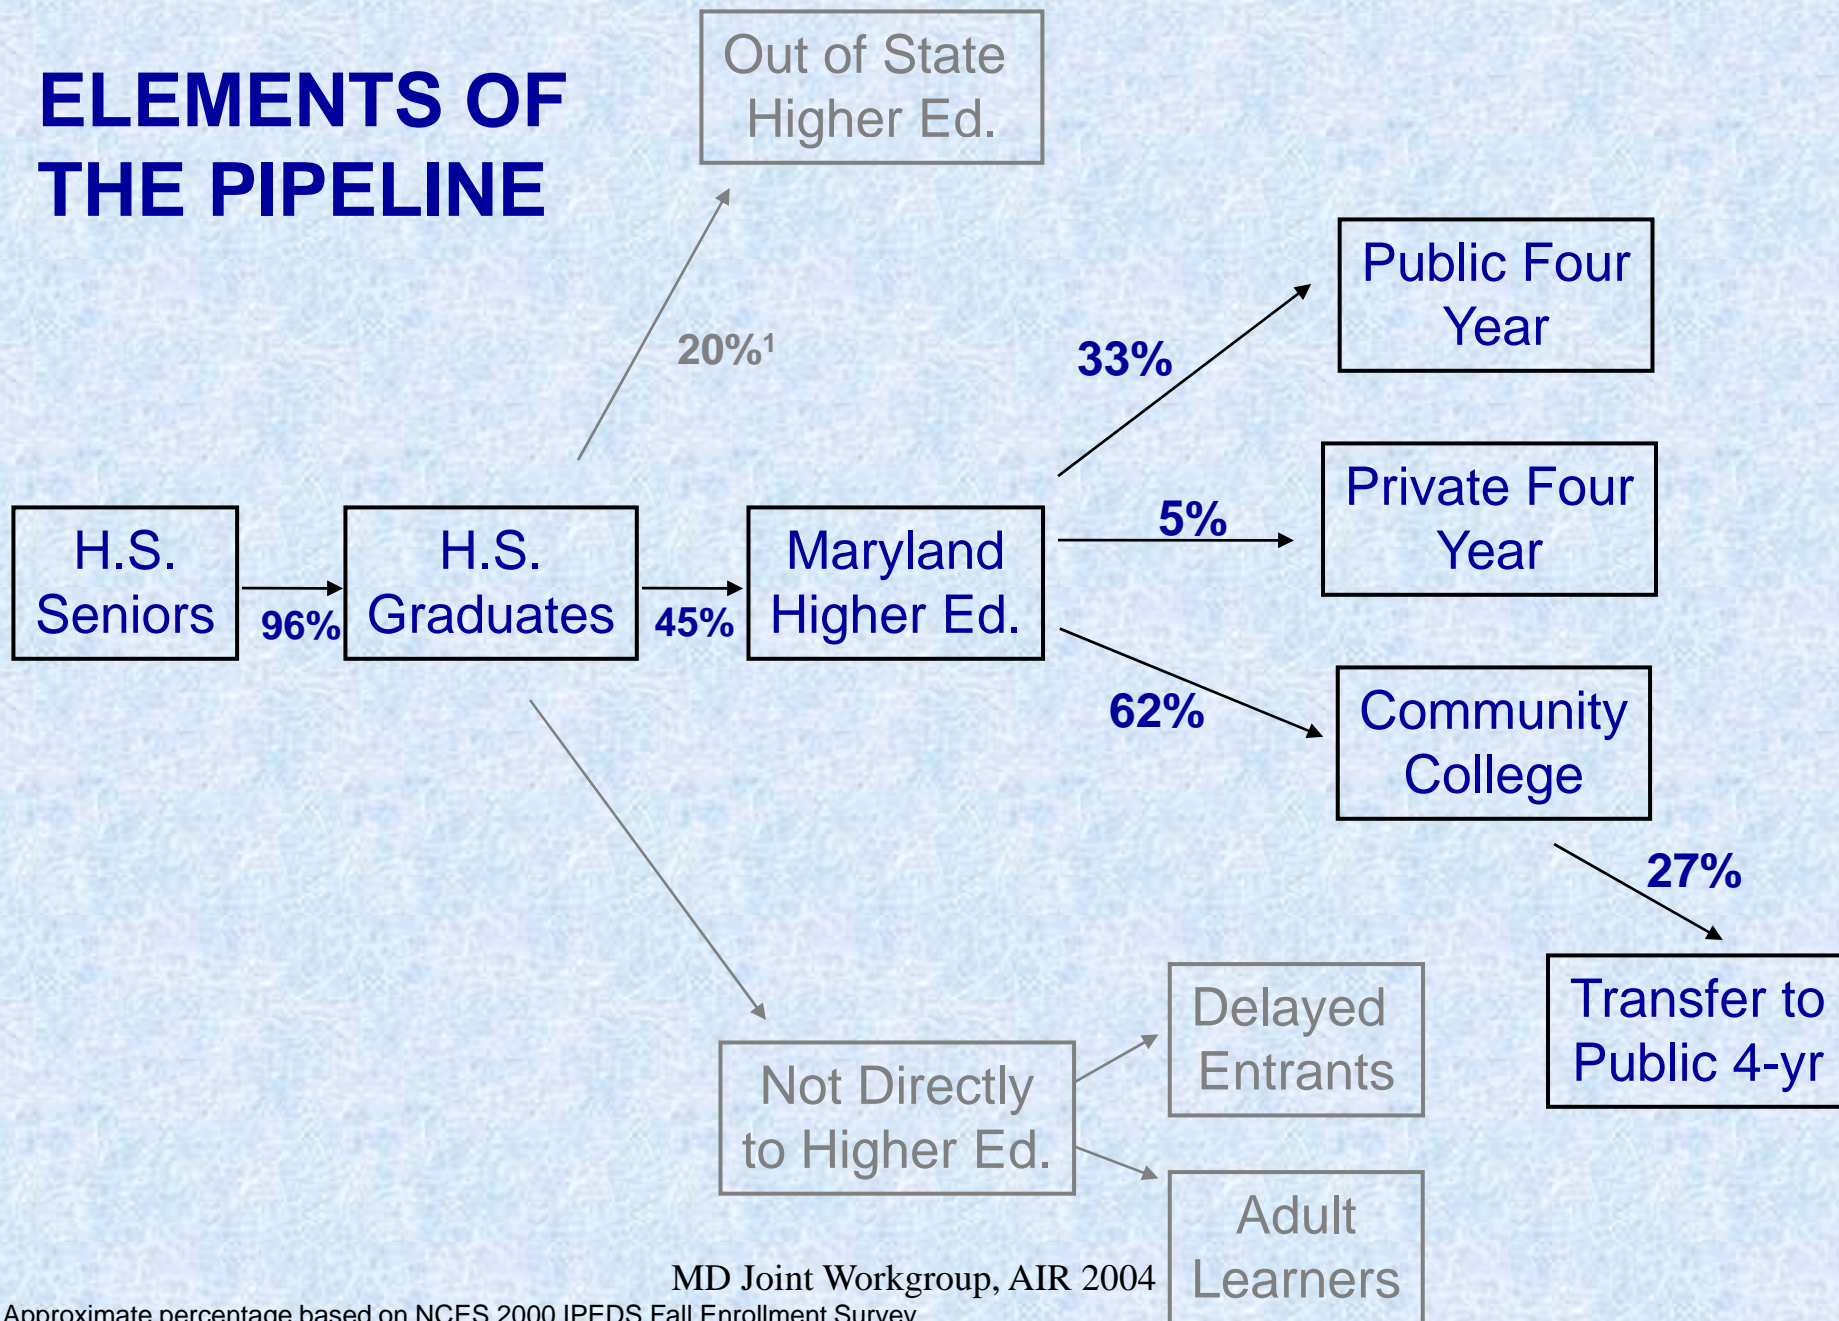 ELEMENTS OF
THE PIPELINE
Out of State
Higher Ed.
20%¹
33%
Public Four
Year
5%
Private Four
Year
H.S.
Seniors
96%
H.S.
Graduates
45%
Maryland
Higher Ed.
62%
Community
College
27%
Transfer to
Public 4-yr
Not Directly
to Higher Ed.
Delayed
Entrants
Adult
Learners
MD Joint Workgroup, AIR 2004
Approximate percentage based on NCES 2000 IPEDS Fall Enrollment Survey